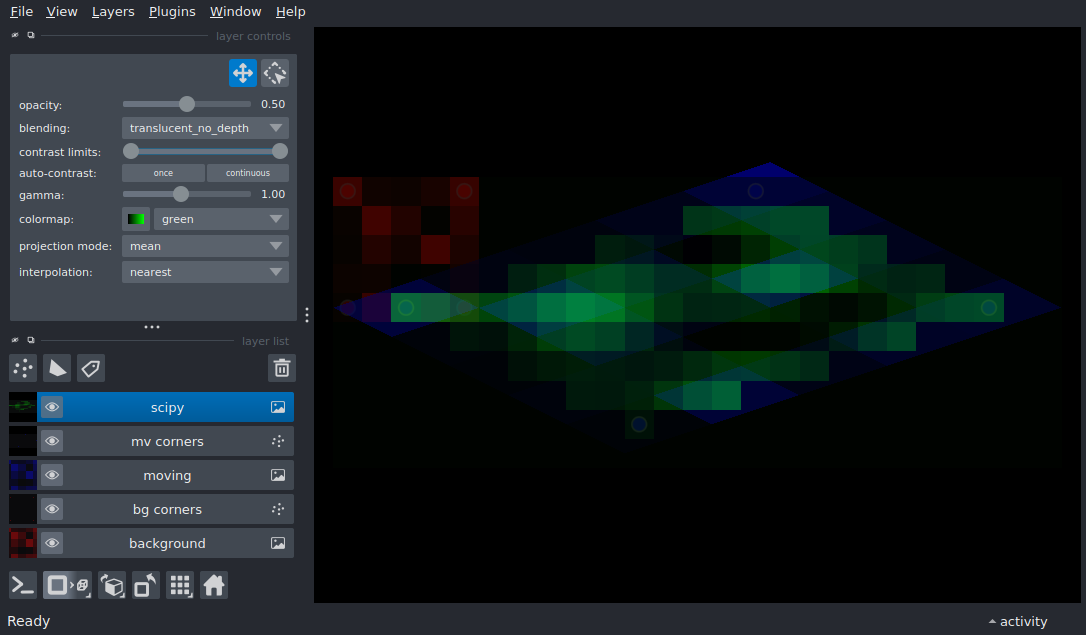 File View Layers Plugins Window Help
layer controls
opacity: 0.50
blending: translucent_no_depth
contrast limits:
auto-contrast: once continuous
gamma: 1.00
colormap: green
projection mode: mean
interpolation: nearest
layer list
scipy
mv corners
moving
bg corners
background
Ready activity